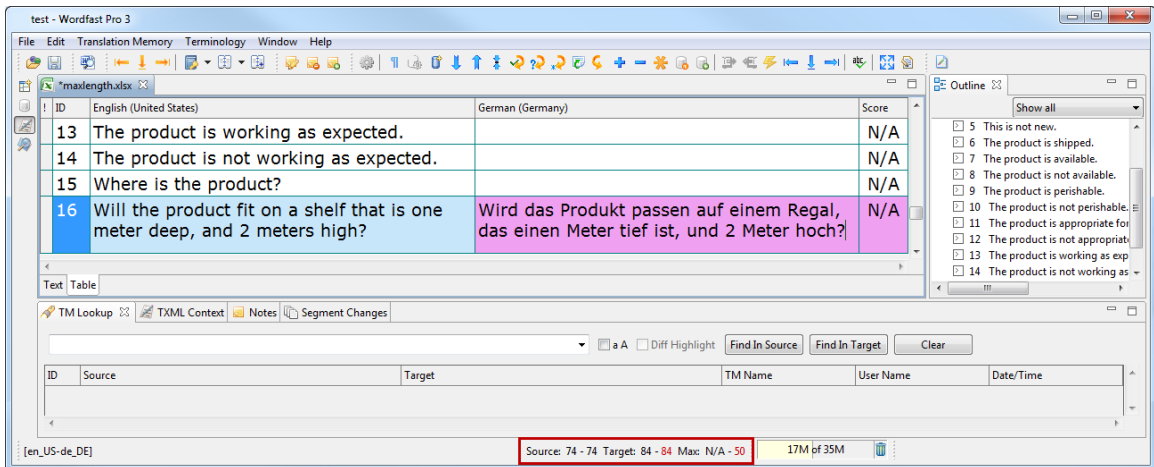 test - Wordfast Pro 3
File Edit Translation Memory Terminology Window Help
*maxlength.xlsx
! ID English (United States) German (Germany) Score
13 The product is working as expected. N/A
14 The product is not working as expected. N/A
15 Where is the product? N/A
16 Will the product fit on a shelf that is one Wird das Produkt passen auf einem Regal, N/A
meter deep, and 2 meters high? das einen Meter tief ist, und 2 Meter hoch?
Text Table
Outline
Show all
5 This is not new.
6 The product is shipped.
7 The product is available.
8 The product is not available.
9 The product is perishable.
10 The product is not perishable.
11 The product is appropriate for
12 The product is not appropriate
13 The product is working as exp
14 The product is not working as
TM Lookup TXML Context Notes Segment Changes
a A Diff Highlight Find In Source Find In Target Clear
ID Source Target TM Name User Name Date/Time
[en_US-de_DE] Source: 74 - 74 Target: 84 - 84 Max: N/A - 50 17M of 35M